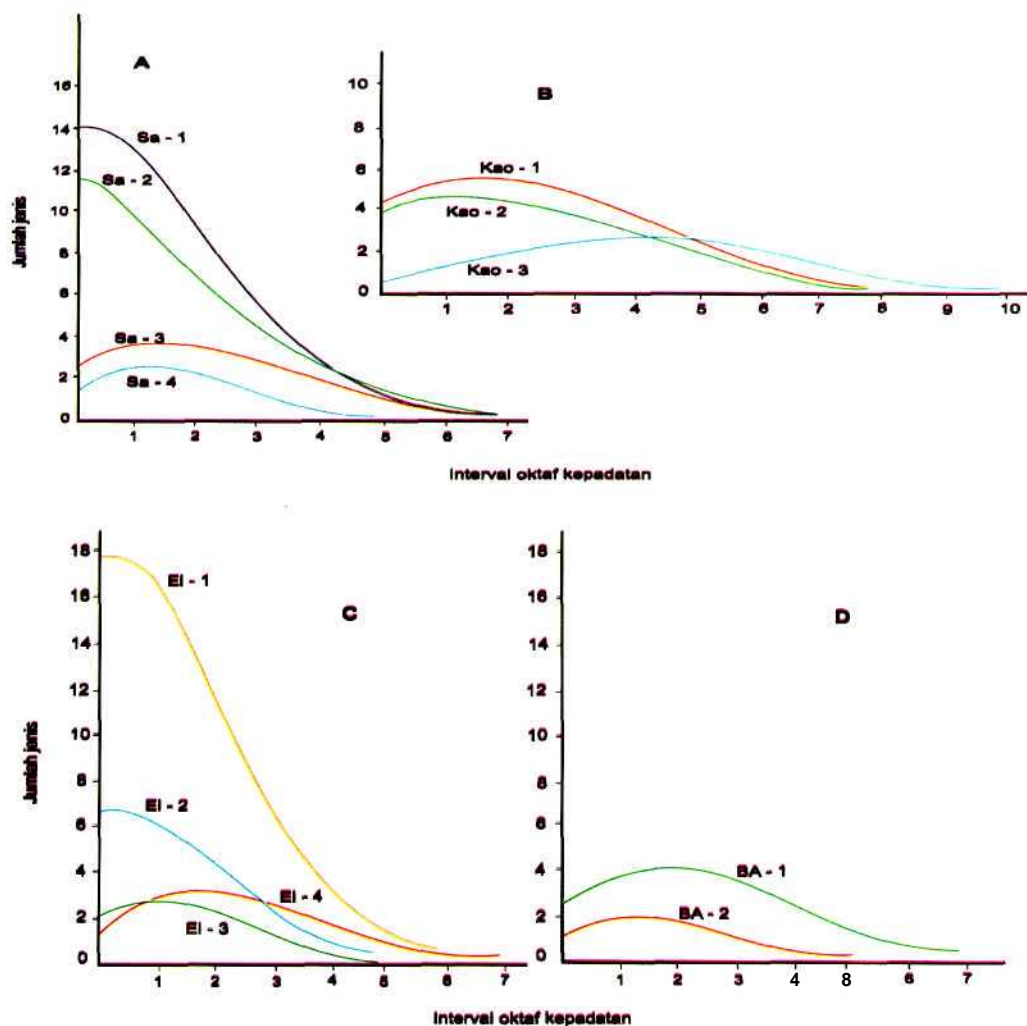 A
Jumlah jenis
16
14
12
10
8
6
4
2
0
Sa - 1
Sa - 2
Sa - 3
Sa - 4
1 2 3 4 5 6 7
B
10
8
6
4
2
0
Kao - 1
Kao - 2
Kao - 3
1 2 3 4 5 6 7 8 9 10
Interval oktaf kepadatan
C
Jumlah jenis
18
16
14
12
10
8
6
4
2
0
El - 1
El - 2
El - 4
El - 3
1 2 3 4 5 6 7
D
18
16
14
12
10
8
6
4
2
0
BA - 1
BA - 2
1 2 3 4 8 6 7
Interval oktaf kepadatan